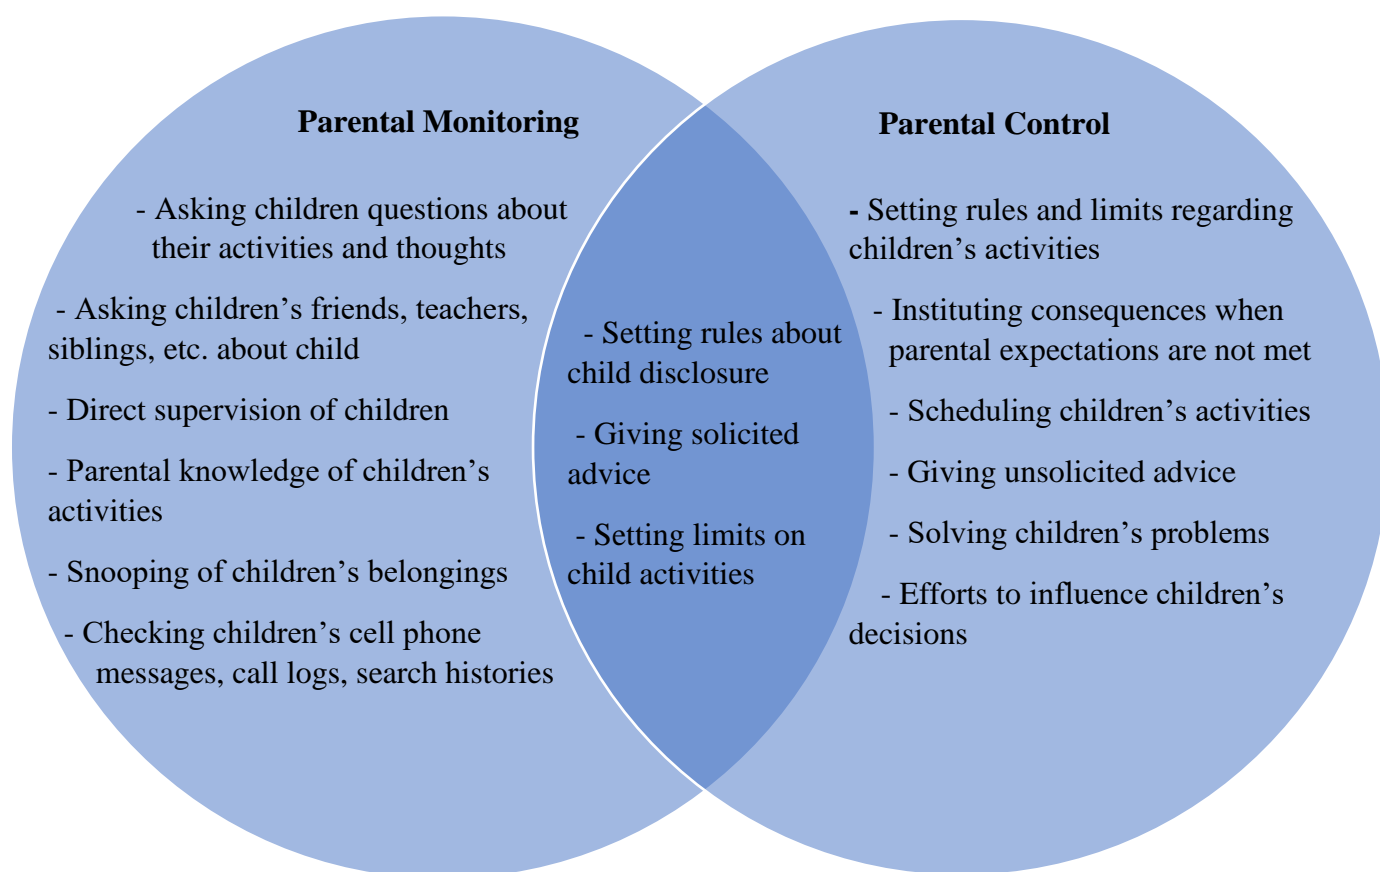 Parental Monitoring
- Asking children questions about
their activities and thoughts
- Asking children’s friends, teachers,
siblings, etc. about child
- Direct supervision of children
- Parental knowledge of children’s
activities
- Snooping of children’s belongings
- Checking children’s cell phone
messages, call logs, search histories
- Setting rules about
child disclosure
- Giving solicited
advice
- Setting limits on
child activities
Parental Control
- Setting rules and limits regarding
children’s activities
- Instituting consequences when
parental expectations are not met
- Scheduling children’s activities
- Giving unsolicited advice
- Solving children’s problems
- Efforts to influence children’s
decisions